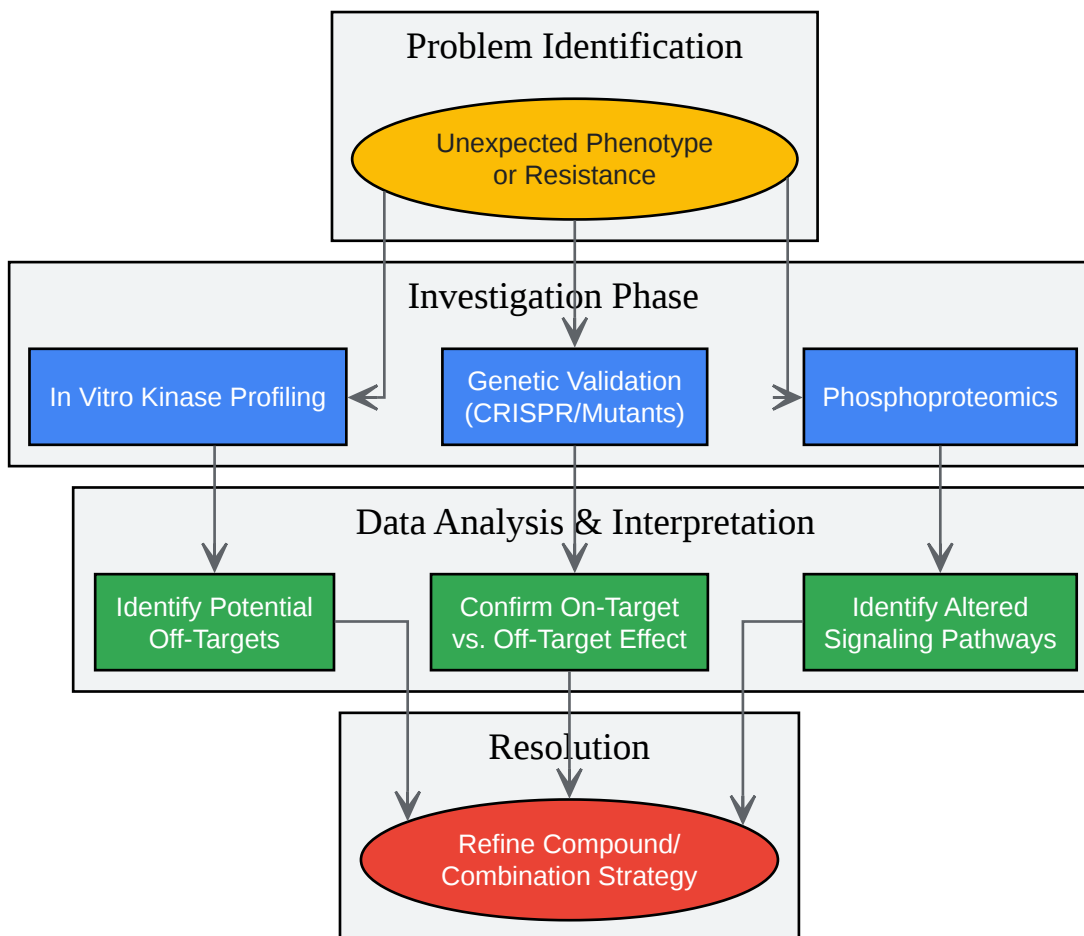 Problem Identification
Unexpected Phenotype
or Resistance
Investigation Phase
In Vitro Kinase Profiling
Genetic Validation
(CRISPR/Mutants)
Phosphoproteomics
Data Analysis & Interpretation
Identify Potential
Off-Targets
Confirm On-Target
vs. Off-Target Effect
Identify Altered
Signaling Pathways
Resolution
Refine Compound/
Combination Strategy